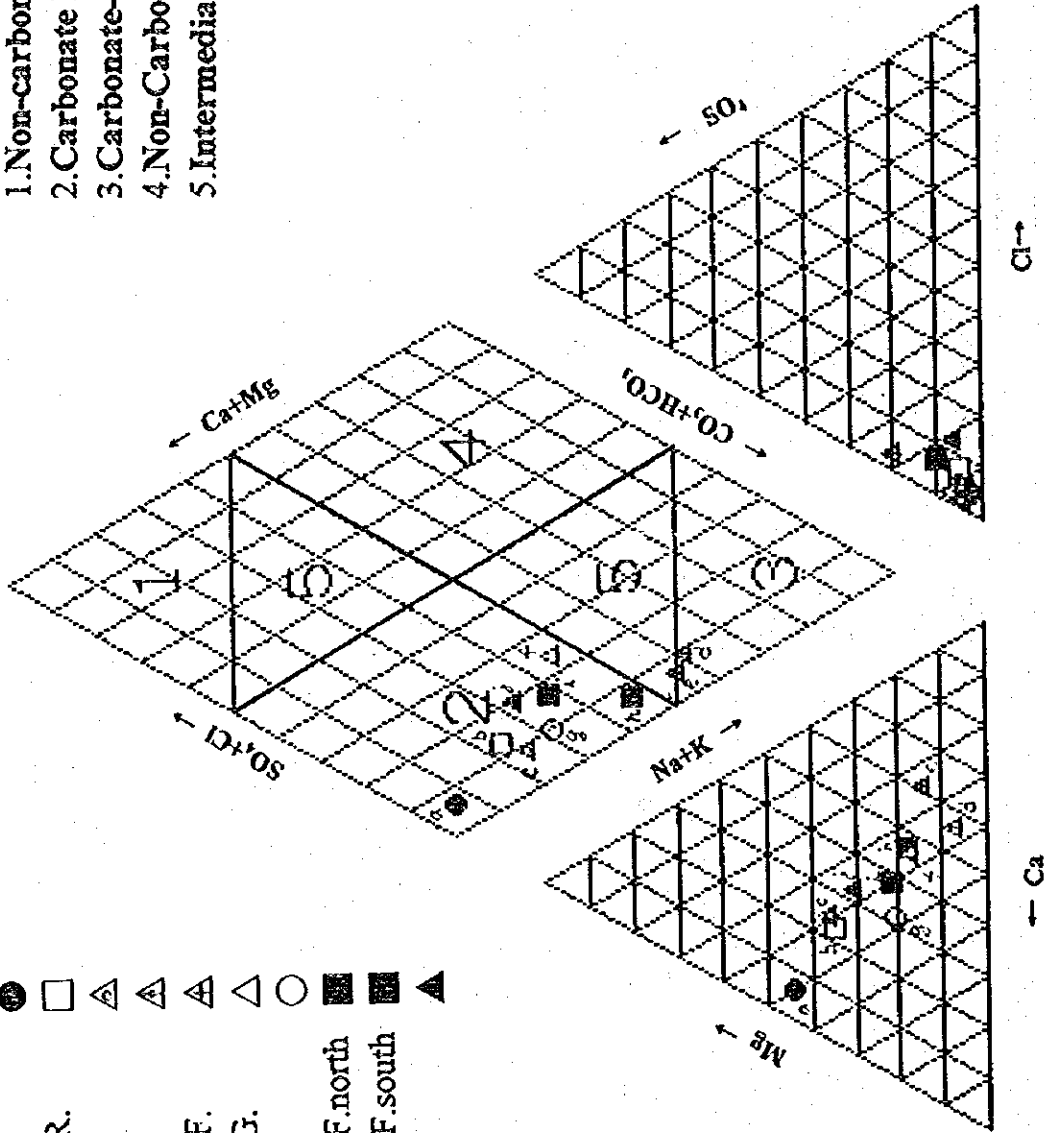 1.Non-carbon
2.Carbonate
3.Carbonate-
4.Non-Carbo
5.Intermedia
R.
F.
G.
F.north
F.south
← SO₄+Cl
← Ca+Mg
1
5
2
4
5
3
← Mg
Na+K →
← CO₃+HCO₃
← SO₄
← Ca
Cl→